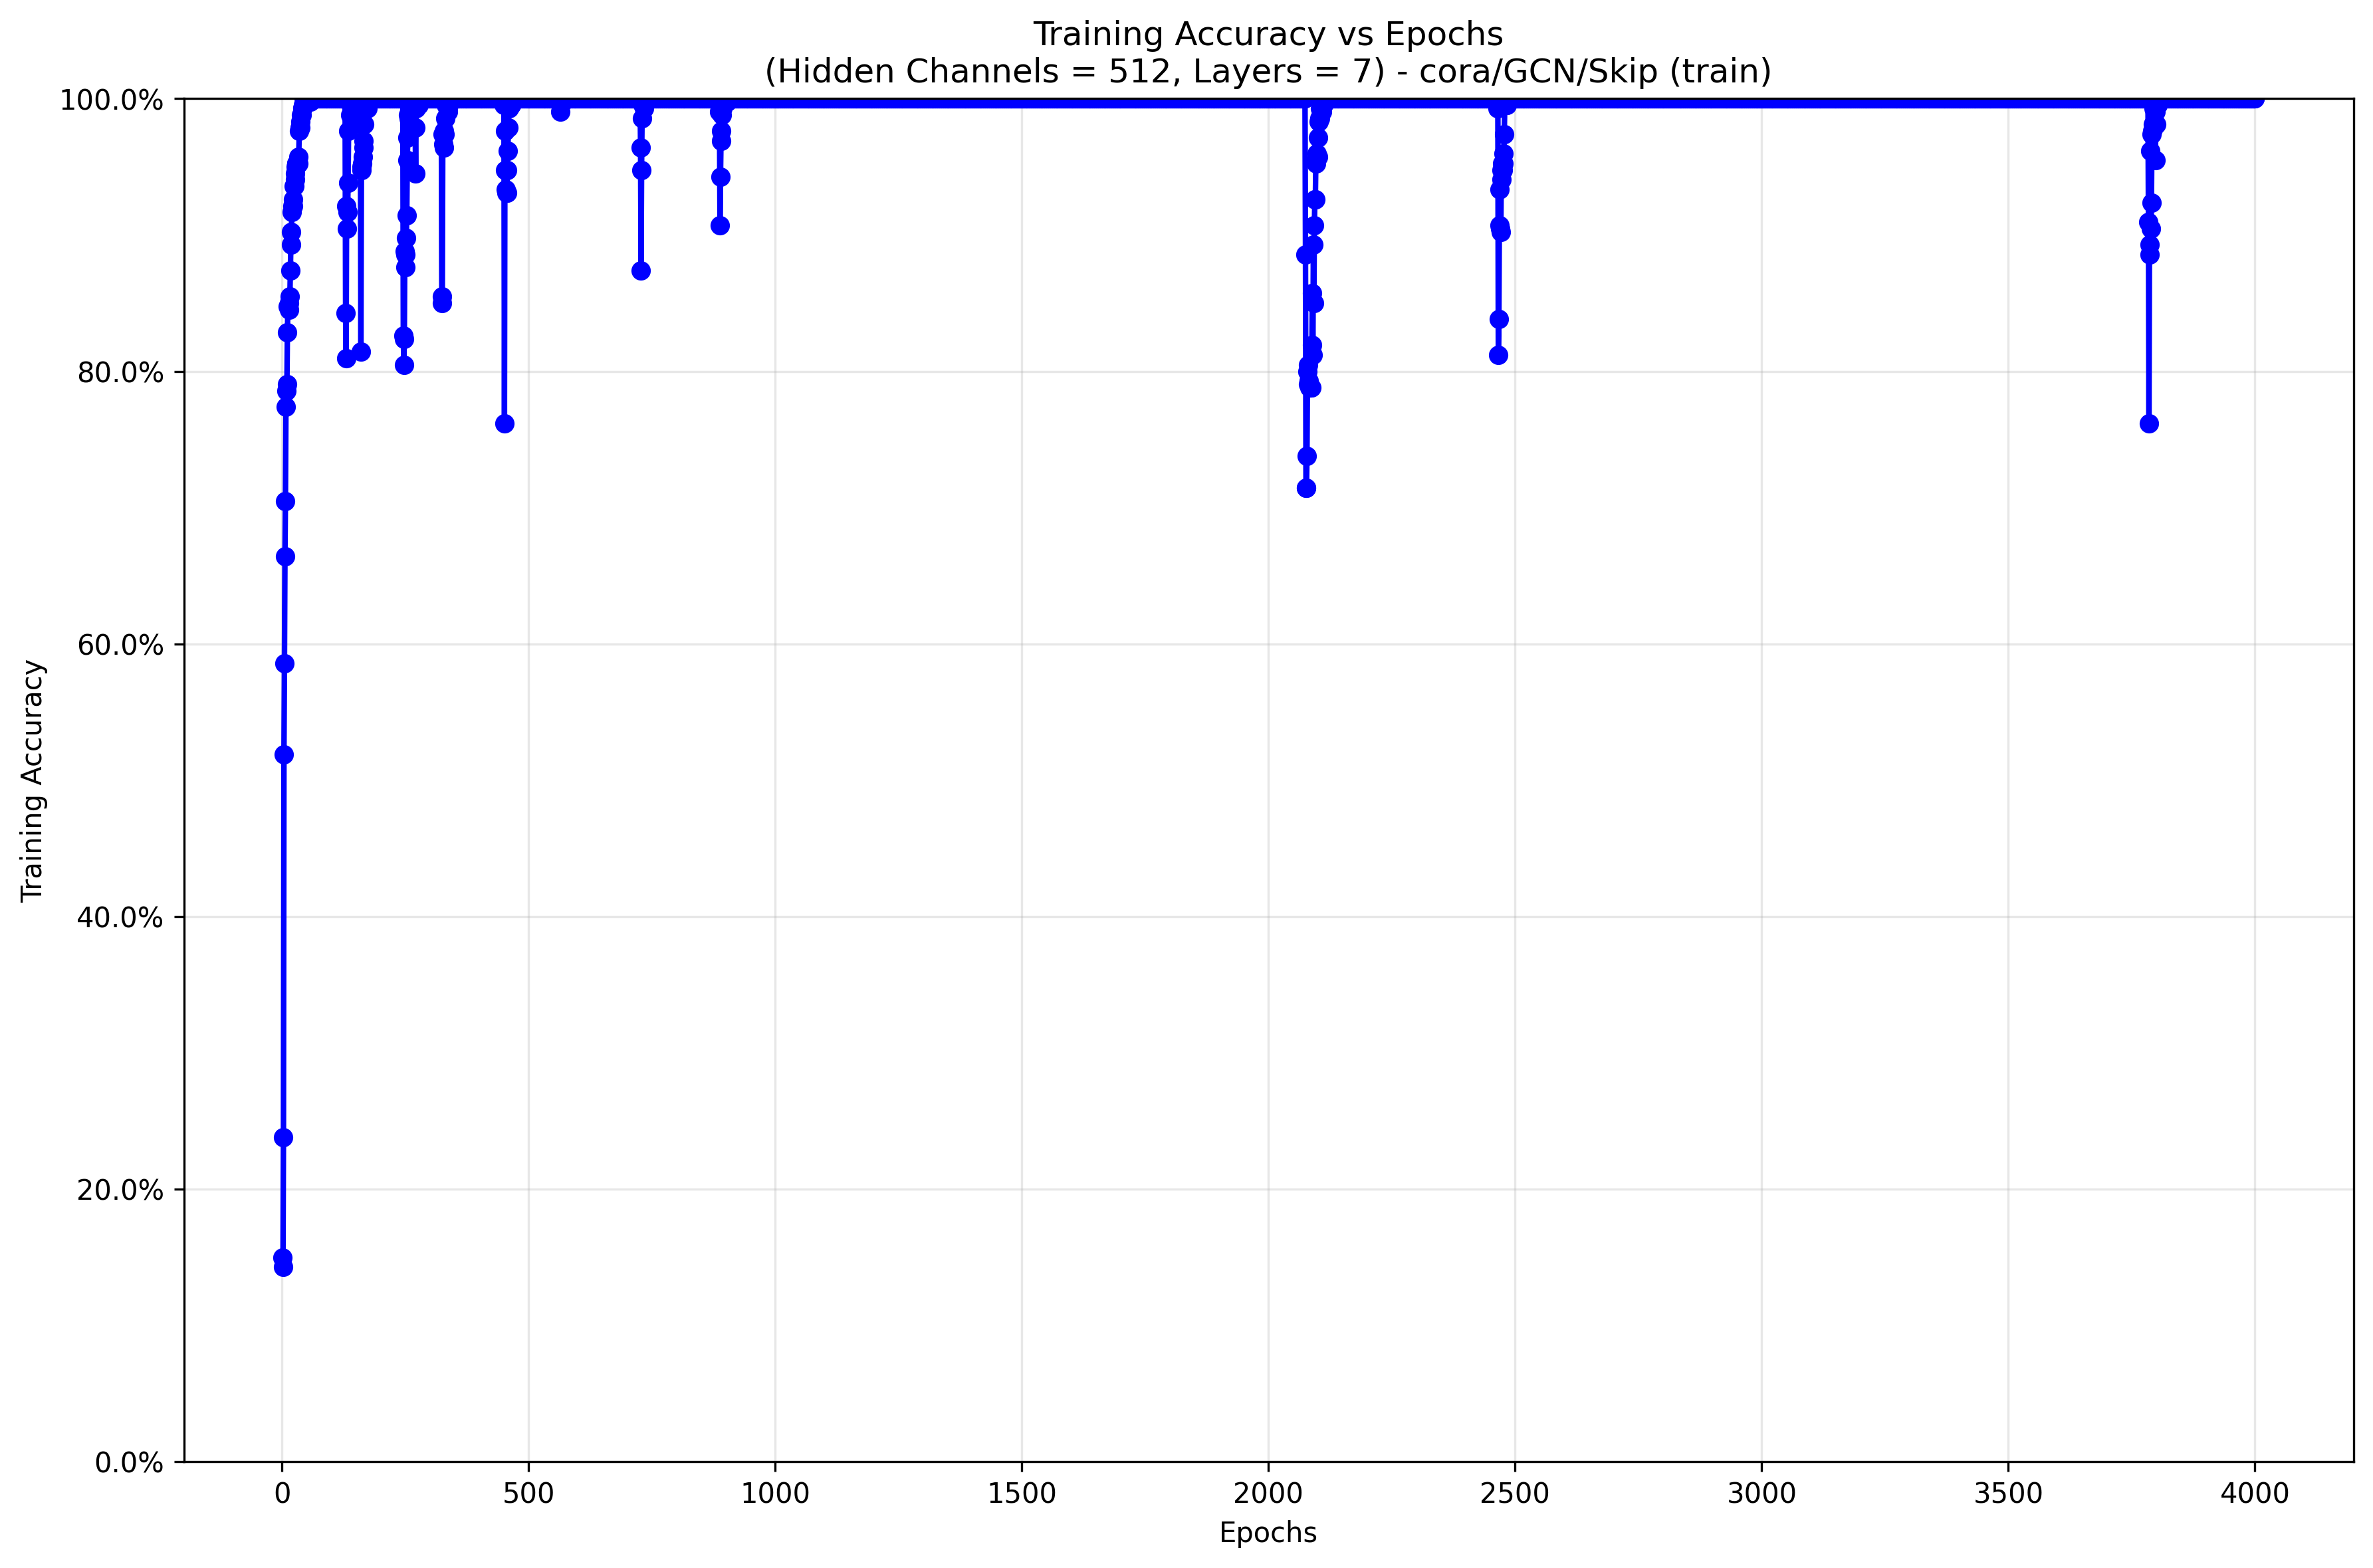 Training Accuracy vs Epochs
(Hidden Channels = 512, Layers = 7) - cora/GCN/Skip (train)
Training Accuracy
100.0%
80.0%
60.0%
40.0%
20.0%
0.0%
0 500 1000 1500 2000 2500 3000 3500 4000
Epochs